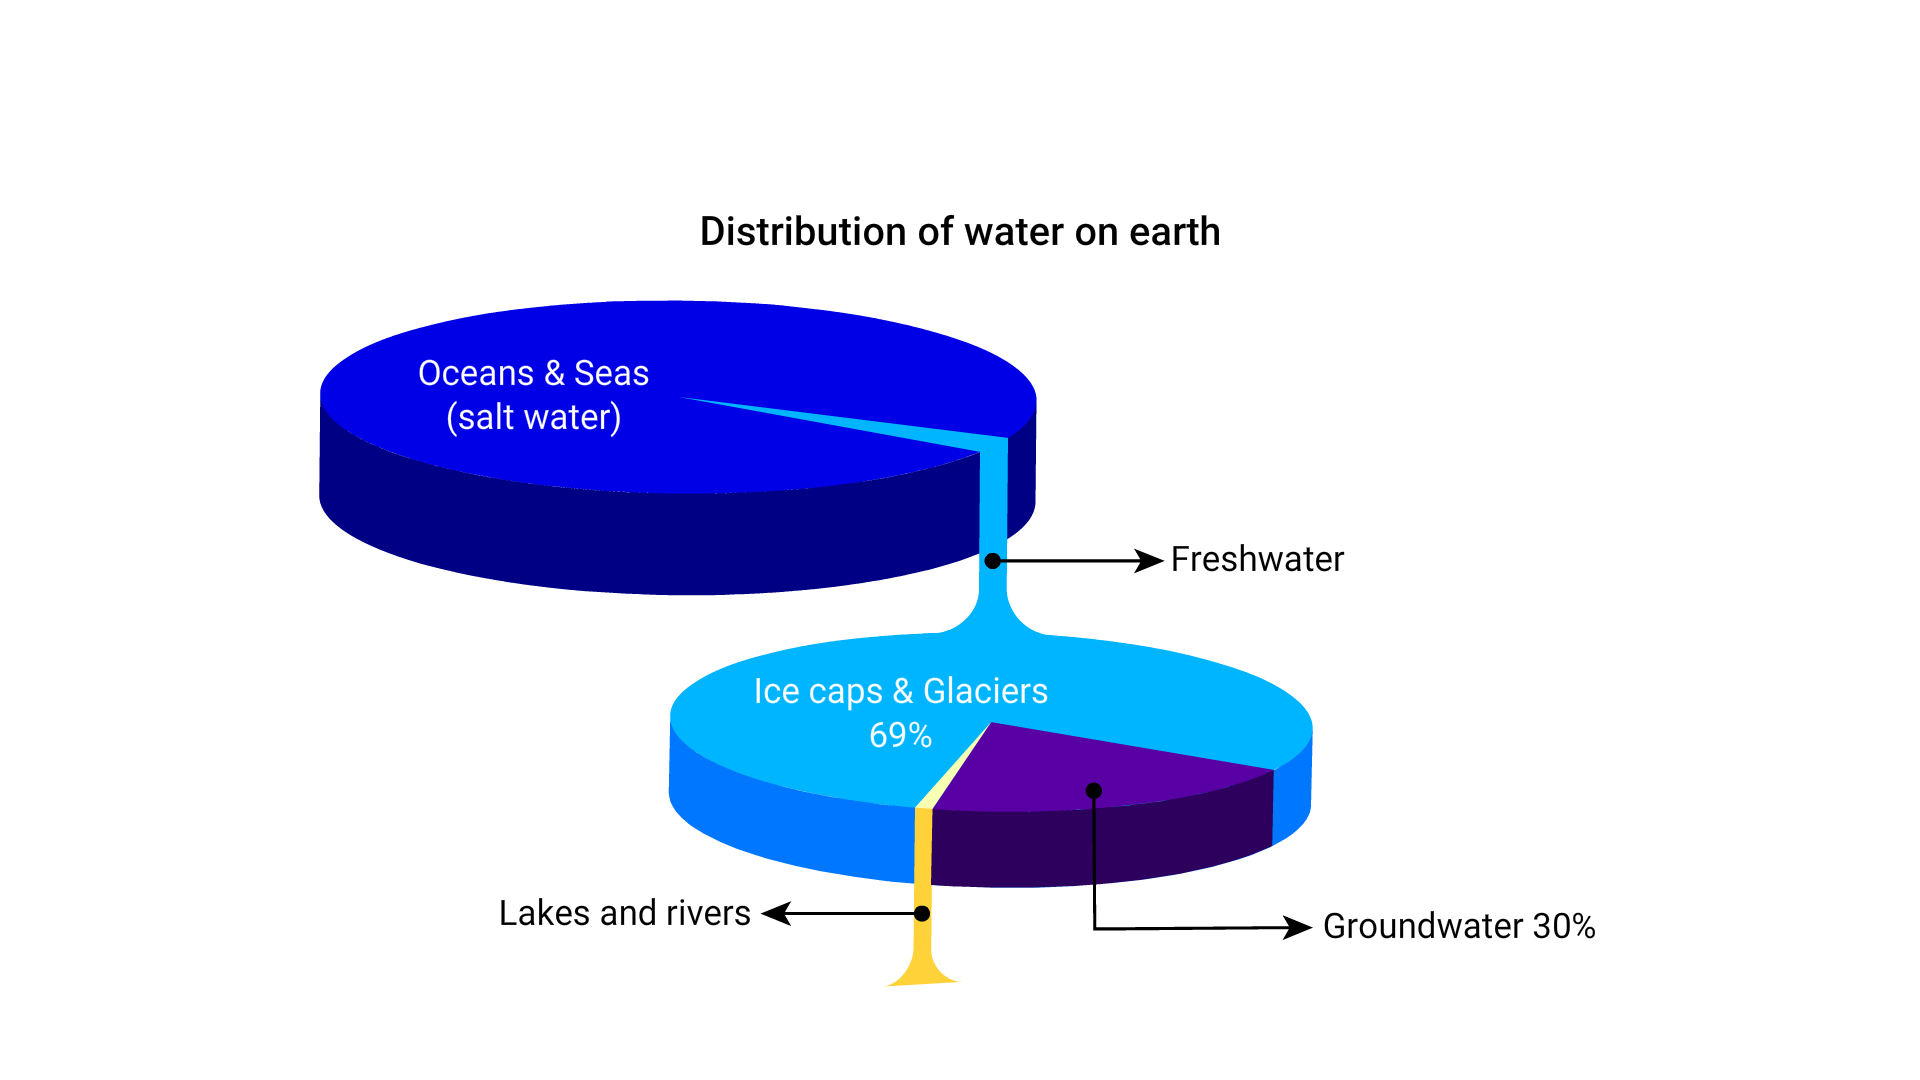 Distribution of water on earth
Oceans & Seas
(salt water)
Freshwater
Ice caps & Glaciers
69%
Lakes and rivers
Groundwater 30%